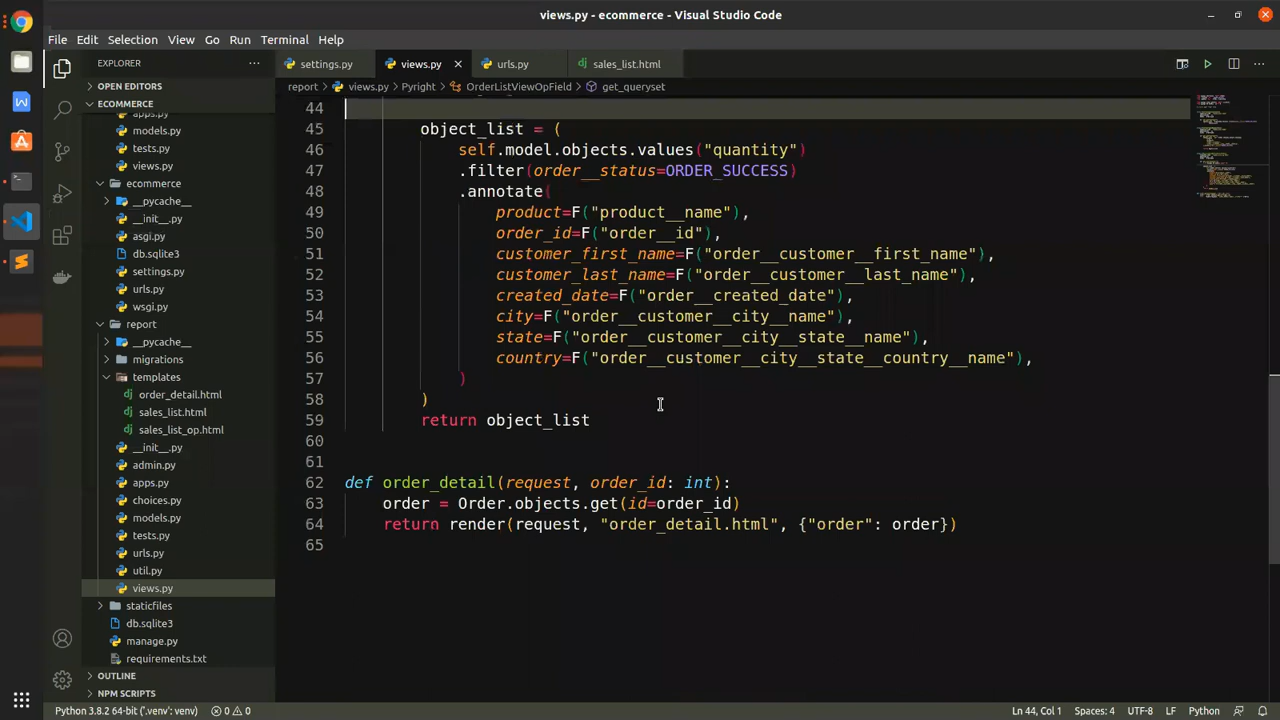 views.py - ecommerce - Visual Studio Code
File Edit Selection View Go Run Terminal Help
EXPLORER
settings.py views.py urls.py sales_list.html
report > views.py > Pyright > OrderListViewOpField > get_queryset
OPEN EDITORS
ECOMMERCE
apps.py
models.py
tests.py
views.py
ecommerce
__pycache__
__init__.py
asgi.py
db.sqlite3
settings.py
urls.py
wsgi.py
report
__pycache__
migrations
templates
order_detail.html
sales_list.html
sales_list_op.html
__init__.py
admin.py
apps.py
choices.py
models.py
tests.py
urls.py
util.py
views.py
staticfiles
db.sqlite3
manage.py
requirements.txt
OUTLINE
NPM SCRIPTS
44
45 object_list = (
46 self.model.objects.values("quantity")
47 .filter(order__status=ORDER_SUCCESS)
48 .annotate(
49 product=F("product__name"),
50 order_id=F("order__id"),
51 customer_first_name=F("order__customer__first_name"),
52 customer_last_name=F("order__customer__last_name"),
53 created_date=F("order__created_date"),
54 city=F("order__customer__city__name"),
55 state=F("order__customer__city__state__name"),
56 country=F("order__customer__city__state__country__name"),
57 )
58 )
59 return object_list
60
61
62 def order_detail(request, order_id: int):
63 order = Order.objects.get(id=order_id)
64 return render(request, "order_detail.html", {"order": order})
65
Python 3.8.2 64-bit ('.venv': venv) 0 0 Ln 44, Col 1 Spaces: 4 UTF-8 LF Python